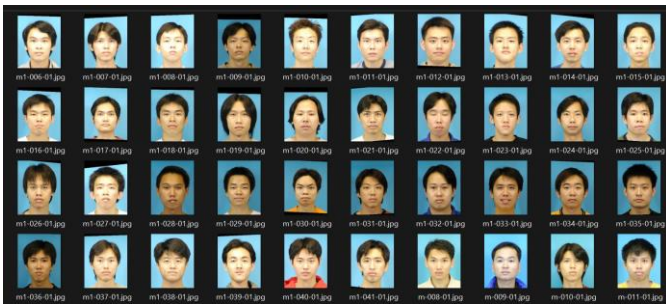 m1-006-01.jpg m1-007-01.jpg m1-008-01.jpg m1-009-01.jpg m1-010-01.jpg m1-011-01.jpg m1-012-01.jpg m1-013-01.jpg m1-014-01.jpg m1-015-01.jpg
m1-016-01.jpg m1-017-01.jpg m1-018-01.jpg m1-019-01.jpg m1-020-01.jpg m1-021-01.jpg m1-022-01.jpg m1-023-01.jpg m1-024-01.jpg m1-025-01.jpg
m1-026-01.jpg m1-027-01.jpg m1-028-01.jpg m1-029-01.jpg m1-030-01.jpg m1-031-01.jpg m1-032-01.jpg m1-033-01.jpg m1-034-01.jpg m1-035-01.jpg
m1-036-01.jpg m1-037-01.jpg m1-038-01.jpg m1-039-01.jpg m1-040-01.jpg m1-041-01.jpg m-008-01.jpg m-009-01.jpg m-010-01.jpg m-011-01.jpg